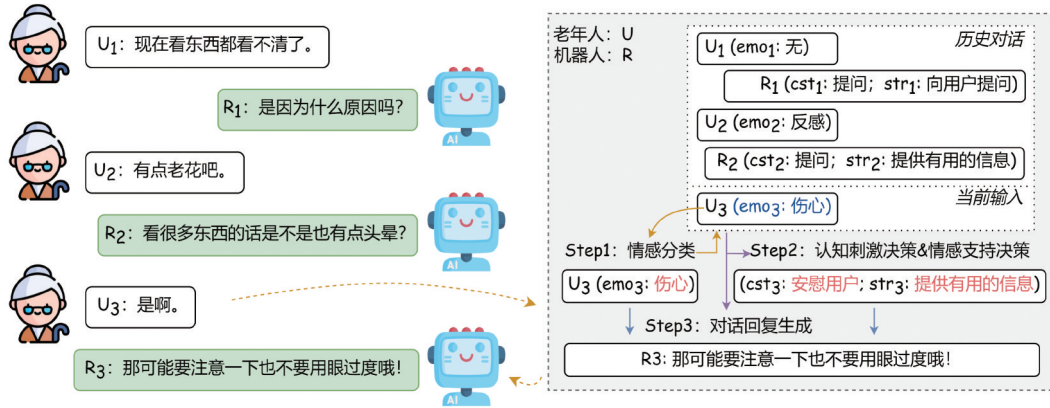 U1：现在看东西都看不清了。
R1：是因为什么原因吗？
AI
U2：有点老花吧。
R2：看很多东西的话是不是也有点头晕？
AI
U3：是啊。
R3：那可能要注意一下也不要用眼过度哦！
AI
老年人：U
机器人：R
历史对话
U1 (emo1：无)
R1 (cst1：提问；str1：向用户提问)
U2 (emo2：反感)
R2 (cst2：提问；str2：提供有用的信息)
当前输入
U3 (emo3：伤心)
Step1：情感分类
Step2：认知刺激决策&情感支持决策
U3 (emo3：伤心)
(cst3：安慰用户; str3：提供有用的信息)
Step3：对话回复生成
R3：那可能要注意一下也不要用眼过度哦！